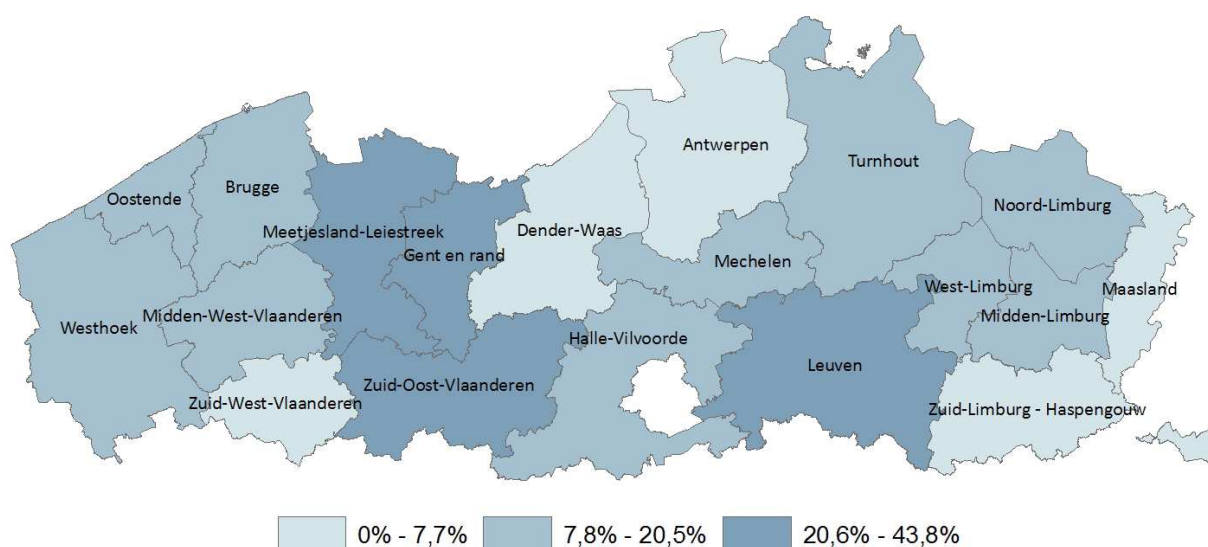 Antwerpen
Turnhout
Brugge
Oostende
Noord-Limburg
Meetjesland-Leiestreek
Dender-Waas
Gent en rand
Mechelen
West-Limburg
Maasland
Midden-West-Vlaanderen
Midden-Limburg
Westhoek
Halle-Vilvoorde
Leuven
Zuid-Oost-Vlaanderen
Zuid-West-Vlaanderen
Zuid-Limburg - Haspengouw
0% - 7,7%
7,8% - 20,5%
20,6% - 43,8%